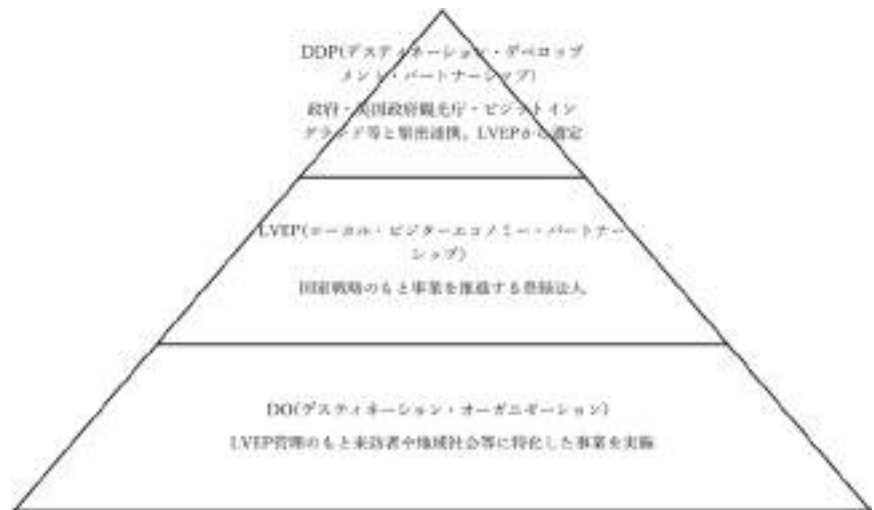 DDP(デスティネーション・デベロップ
メント・パートナーシップ)
政府・英国政府観光庁・ビジットイン
グランド等と緊密連携。LVEPから選定
LVEP(ローカル・ビジターエコノミー・パートナー
シップ)
国家戦略のもと事業を推進する登録法人
DO(デスティネーション・オーガニゼーション)
LVEP管理のもと来訪者や地域社会等に特化した事業を実施